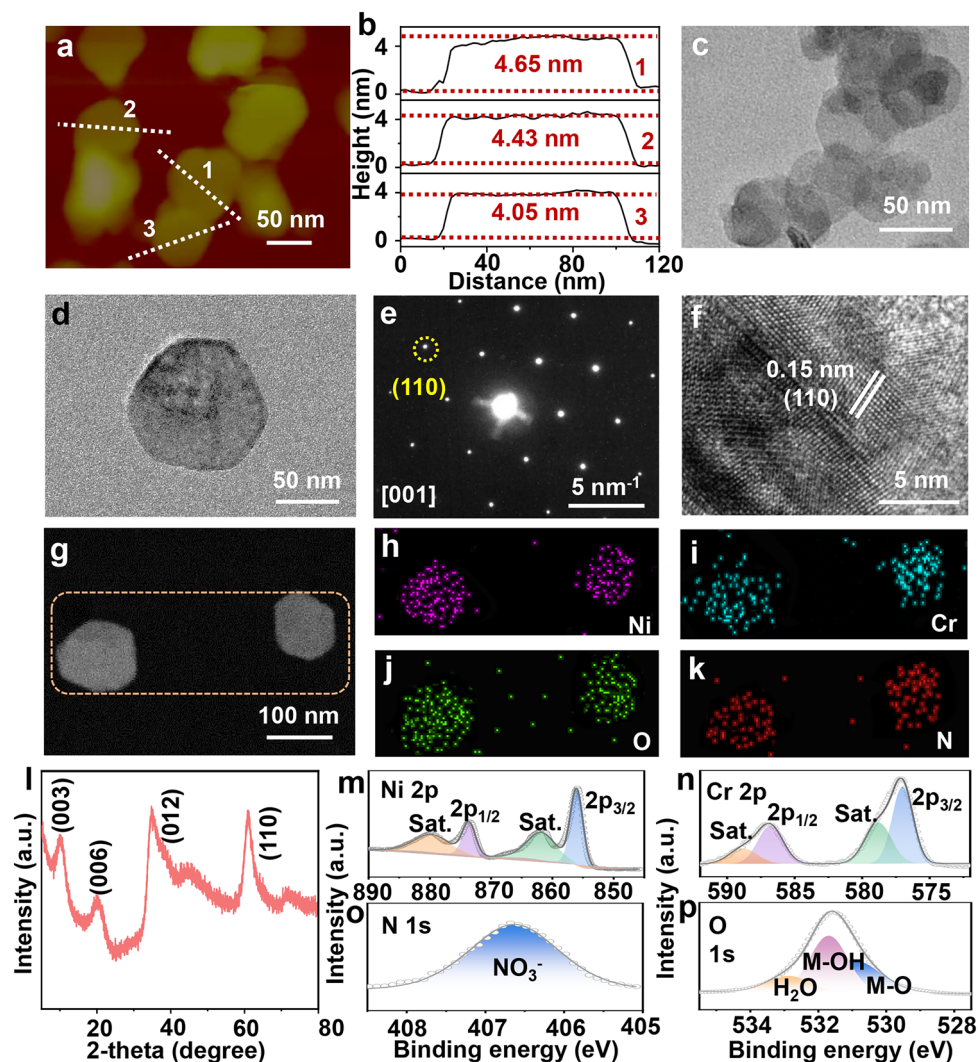 a
2
1
3
50 nm
b
Height (nm)
4
0
4.65 nm
1
4
0
4.43 nm
2
4
0
4.05 nm
3
0 40 80 120
Distance (nm)
c
50 nm
d
50 nm
e
(110)
[001]
5 nm-1
f
0.15 nm
(110)
5 nm
g
100 nm
h
Ni
i
Cr
j
O
k
N
l
Intensity (a.u.)
(003)
(006)
(012)
(110)
20 40 60 80
2-theta (degree)
m
Ni 2p
Sat.
2p1/2
Sat.
2p3/2
890 880 870 860 850
Intensity (a.u.)
n
Cr 2p
Sat.
2p1/2
Sat.
2p3/2
590 585 580 575
Intensity (a.u.)
o
N 1s
NO3-
408 407 406 405
Binding energy (eV)
p
O
1s
M-OH
H2O
M-O
534 532 530 528
Binding energy (eV)